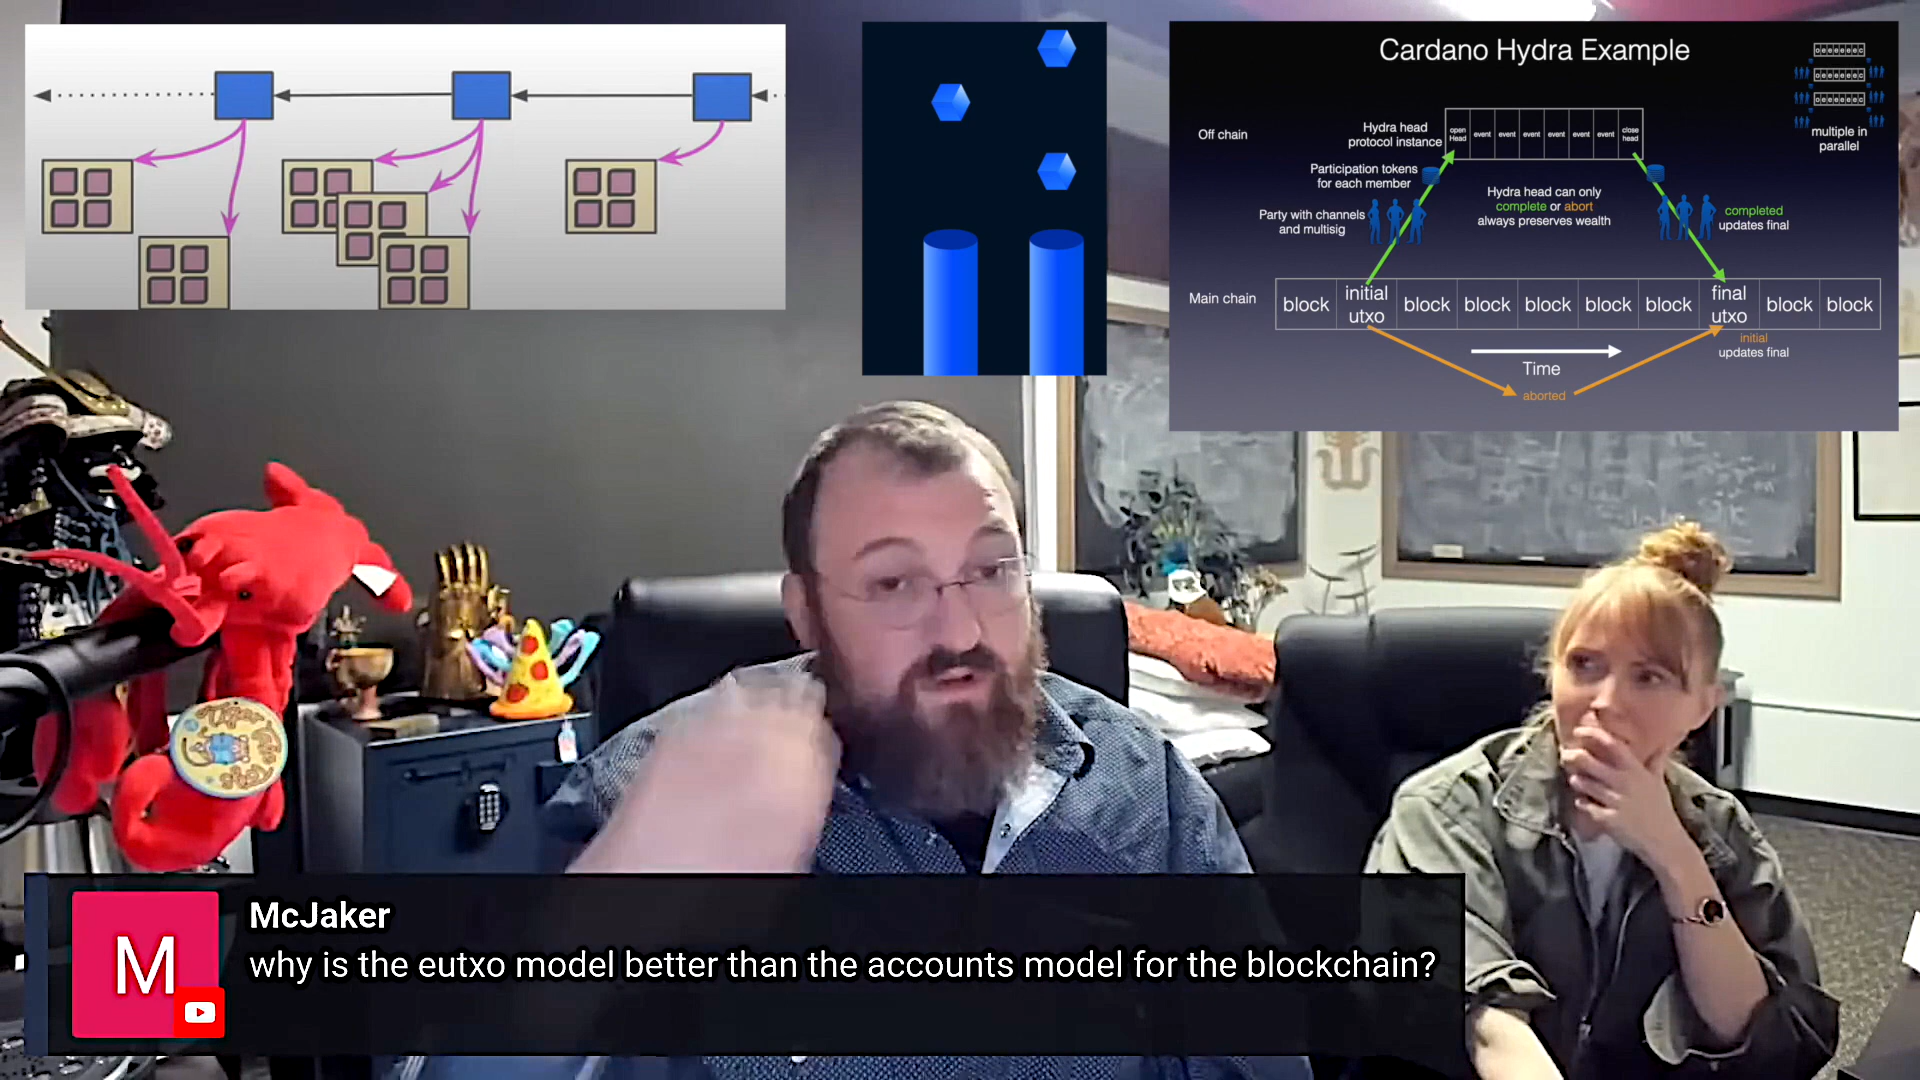 Cardano Hydra Example
multiple in
parallel
Off chain
Hydra head
protocol instance
open
Head
event
event
event
event
event
event
close
head
Participation tokens
for each member
Party with channels
and multisig
Hydra head can only
complete or abort
always preserves wealth
completed
updates final
Main chain
block
initial
utxo
block
block
block
block
block
final
utxo
block
block
initial
updates final
Time
aborted
M
McJaker
why is the eutxo model better than the accounts model for the blockchain?